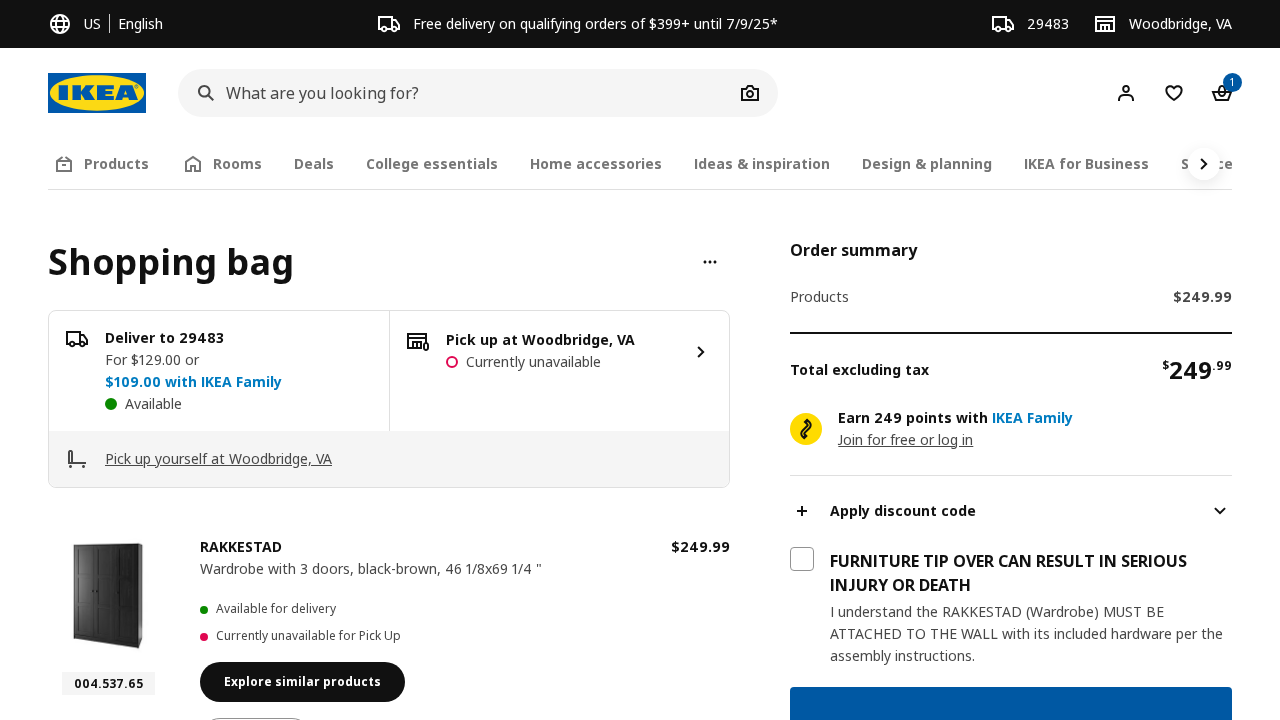 US
English
Free delivery on qualifying orders of $399+ until 7/9/25*
29483
Woodbridge, VA
IKEA
What are you looking for?
1
Products
Rooms
Deals
College essentials
Home accessories
Ideas & inspiration
Design & planning
IKEA for Business
Shopping bag
Deliver to 29483
For $129.00 or
$109.00 with IKEA Family
Available
Pick up at Woodbridge, VA
Currently unavailable
Pick up yourself at Woodbridge, VA
RAKKESTAD
$249.99
Wardrobe with 3 doors, black-brown, 46 1/8x69 1/4 "
Available for delivery
Currently unavailable for Pick Up
004.537.65
Explore similar products
Order summary
Products
$249.99
Total excluding tax
$249.99
Earn 249 points with IKEA Family
Join for free or log in
Apply discount code
FURNITURE TIP OVER CAN RESULT IN SERIOUS
INJURY OR DEATH
I understand the RAKKESTAD (Wardrobe) MUST BE
ATTACHED TO THE WALL with its included hardware per the
assembly instructions.